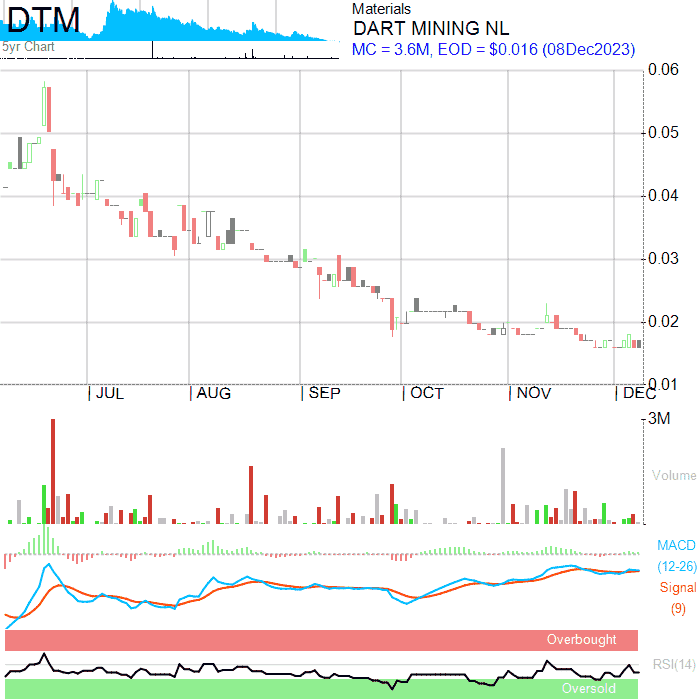 DTM
5yr Chart
Materials
DART MINING NL
MC = 3.6M, EOD = $0.016 (08Dec2023)
0.06
0.05
0.04
0.03
0.02
0.01
JUL AUG SEP OCT NOV DEC
3M
Volume
MACD
(12-26)
Signal
(9)
Overbought
RSI(14)
Oversold